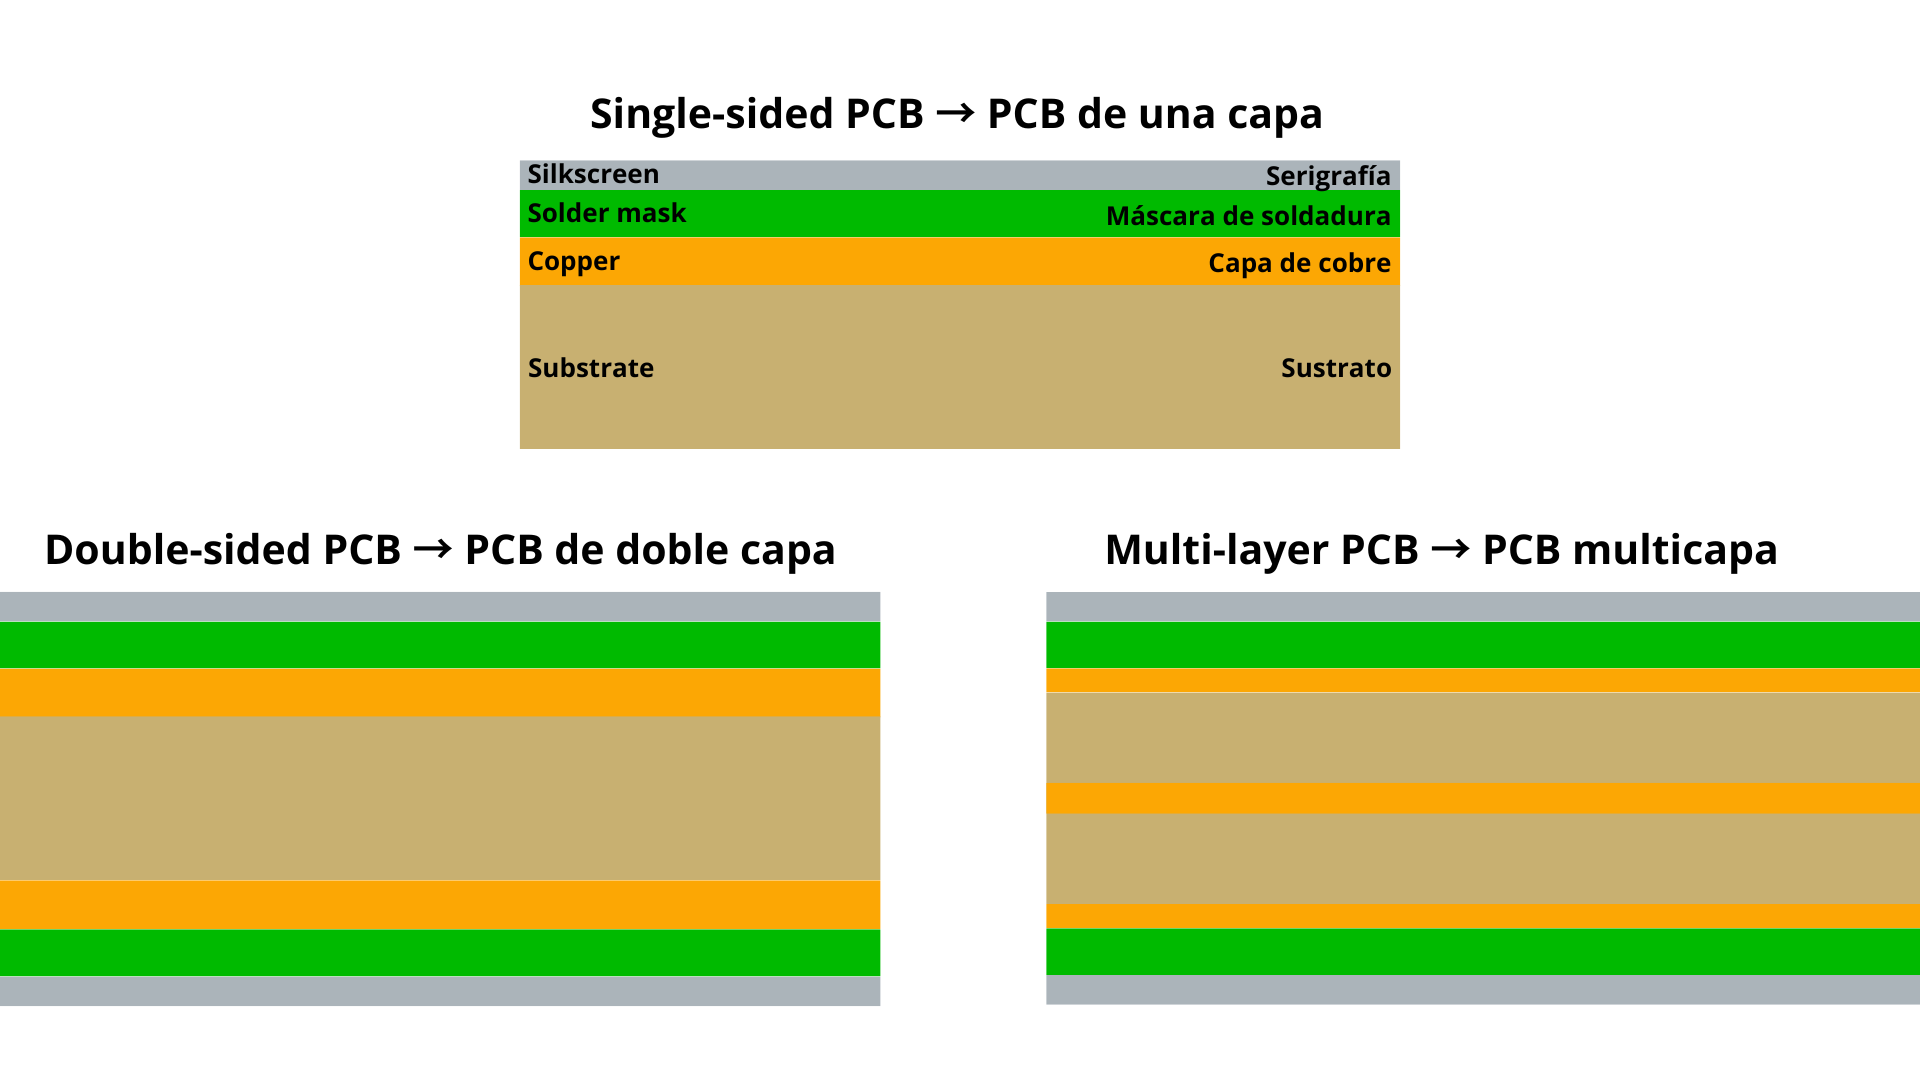 Single-sided PCB → PCB de una capa
Silkscreen Serigrafía
Solder mask Máscara de soldadura
Copper Capa de cobre
Substrate Sustrato
Double-sided PCB → PCB de doble capa
Multi-layer PCB → PCB multicapa